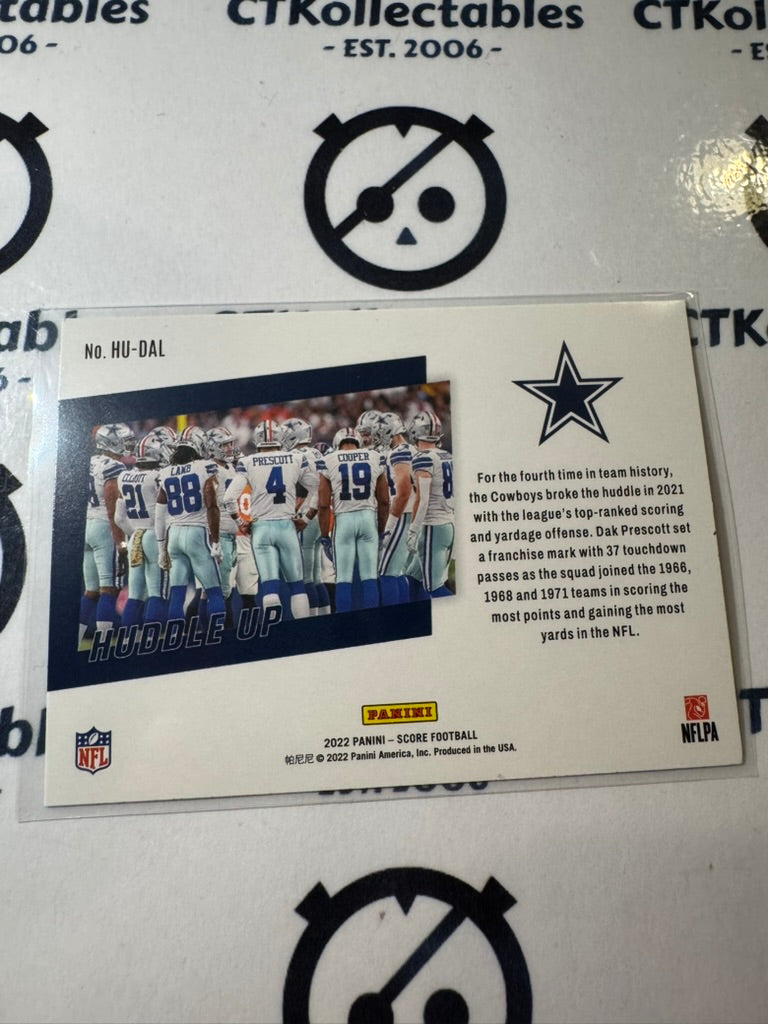 CTKollectables
- EST. 2006 -
No. HU-DAL
ELLIOTT
21
LAMB
88
PRESCOTT
4
COOPER
19
HUDDLE UP
For the fourth time in team history,
the Cowboys broke the huddle in 2021
with the league's top-ranked scoring
and yardage offense. Dak Prescott set
a franchise mark with 37 touchdown
passes as the squad joined the 1966,
1968 and 1971 teams in scoring the
most points and gaining the most
yards in the NFL.
PANINI
2022 PANINI – SCORE FOOTBALL
帕尼尼 © 2022 Panini America, Inc. Produced in the USA.
NFL
NFLPA